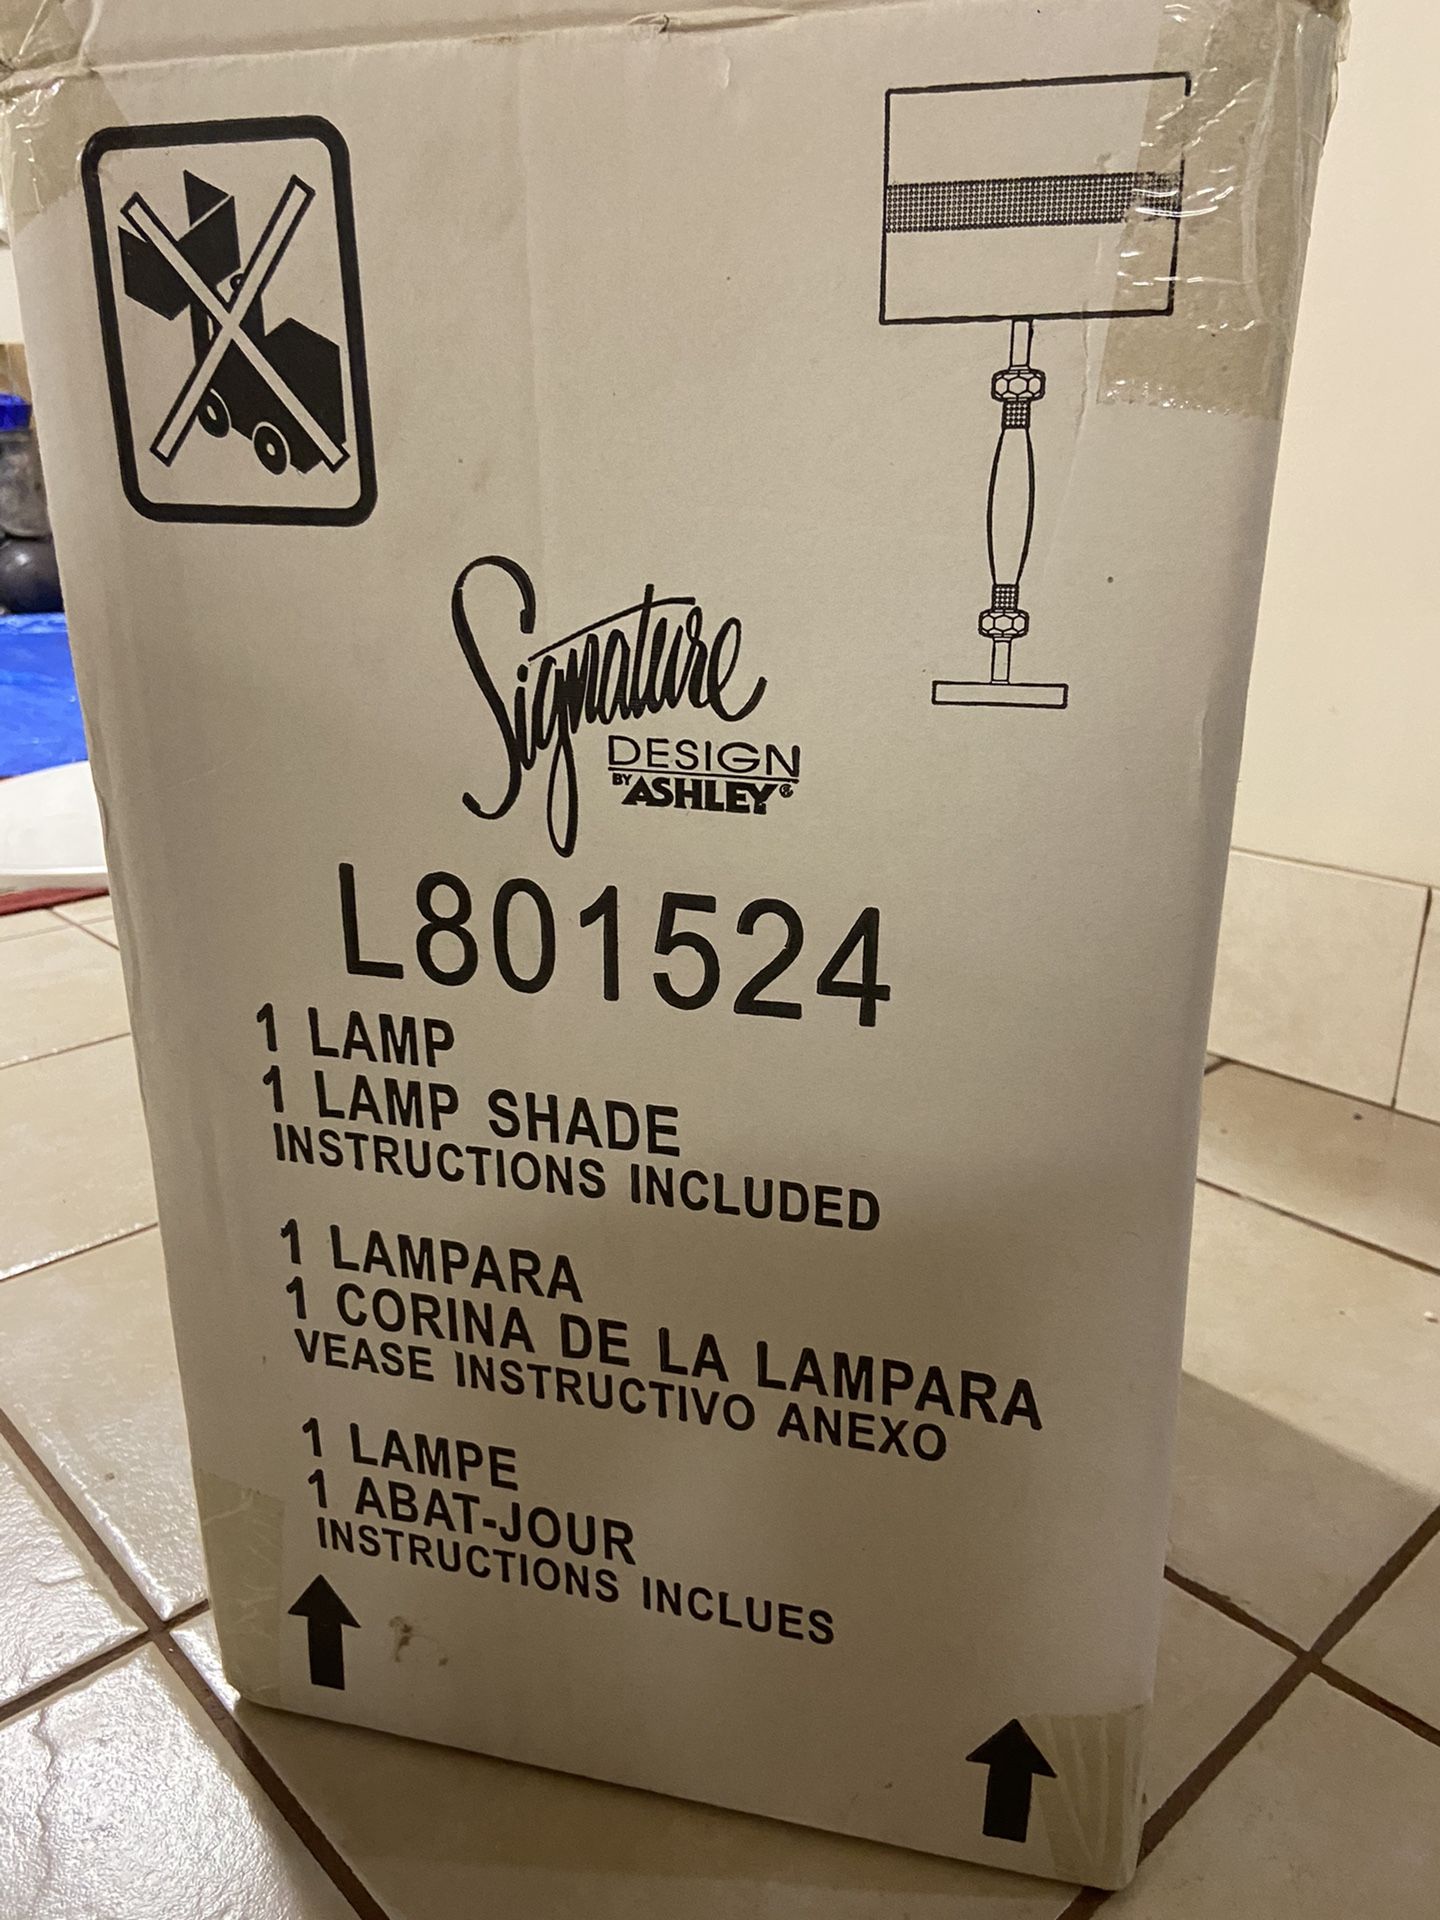 Signature
DESIGN
BY ASHLEY®
L801524
1 LAMP
1 LAMP SHADE
INSTRUCTIONS INCLUDED
1 LAMPARA
1 CORINA DE LA LAMPARA
VEASE INSTRUCTIVO ANEXO
1 LAMPE
1 ABAT-JOUR
INSTRUCTIONS INCLUES